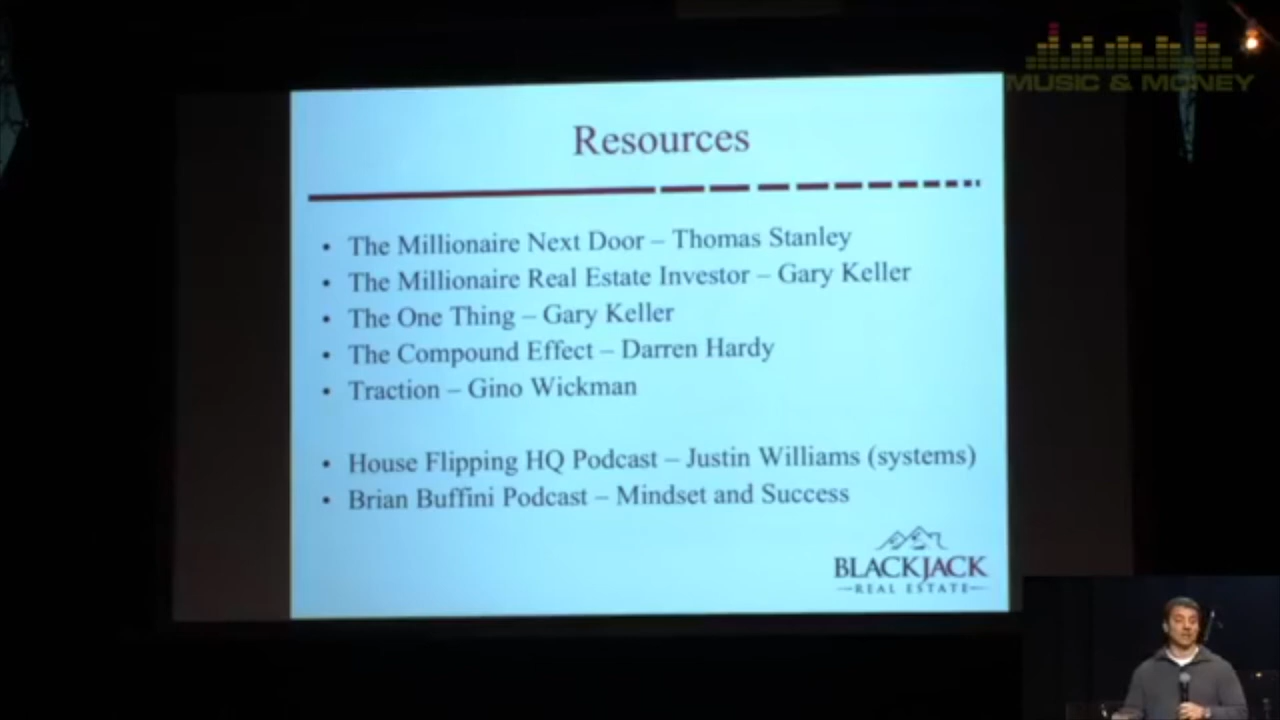 MUSIC & MONEY
Resources
• The Millionaire Next Door – Thomas Stanley
• The Millionaire Real Estate Investor – Gary Keller
• The One Thing – Gary Keller
• The Compound Effect – Darren Hardy
• Traction – Gino Wickman
• House Flipping HQ Podcast – Justin Williams (systems)
• Brian Buffini Podcast – Mindset and Success
BLACKJACK
REAL ESTATE